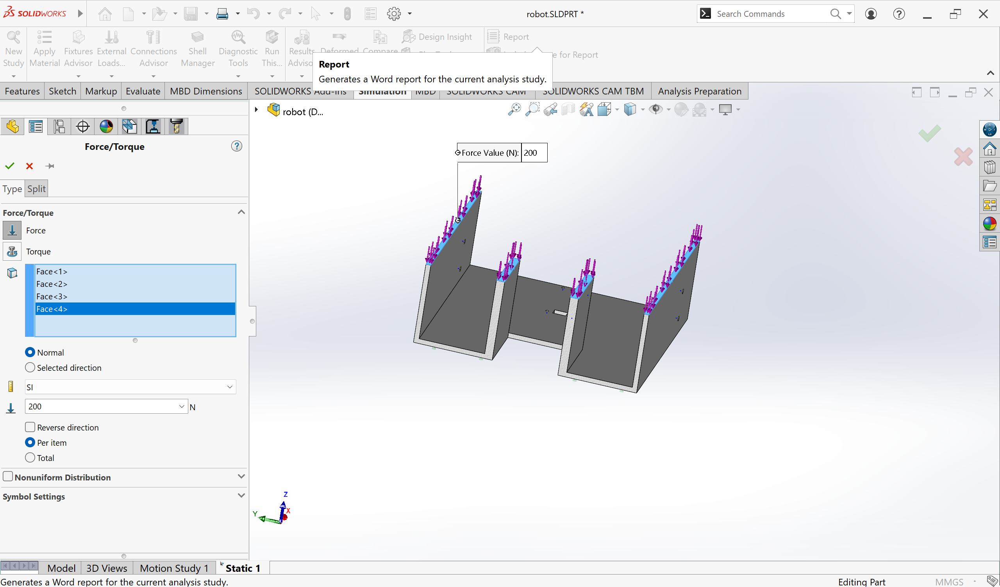 SOLIDWORKS
robot.SLDPRT *
Search Commands
New Study
Apply Material
Fixtures Advisor
External Loads...
Connections Advisor
Shell Manager
Diagnostic Tools
Run This...
Results Adviso
Deformed
Compare
Design Insight
Report
e for Report
Report
Generates a Word report for the current analysis study.
Features
Sketch
Markup
Evaluate
MBD Dimensions
SOLIDWORKS Add-Ins
Simulation
MBD
SOLIDWORKS CAM
SOLIDWORKS CAM TBM
Analysis Preparation
robot (D...
Force/Torque
Type
Split
Force/Torque
Force
Torque
Face<1>
Face<2>
Face<3>
Face<4>
Normal
Selected direction
SI
200
N
Reverse direction
Per item
Total
Nonuniform Distribution
Symbol Settings
Force Value (N): 200
Z
X
Y
Model
3D Views
Motion Study 1
Static 1
Generates a Word report for the current analysis study.
Editing Part
MMGS